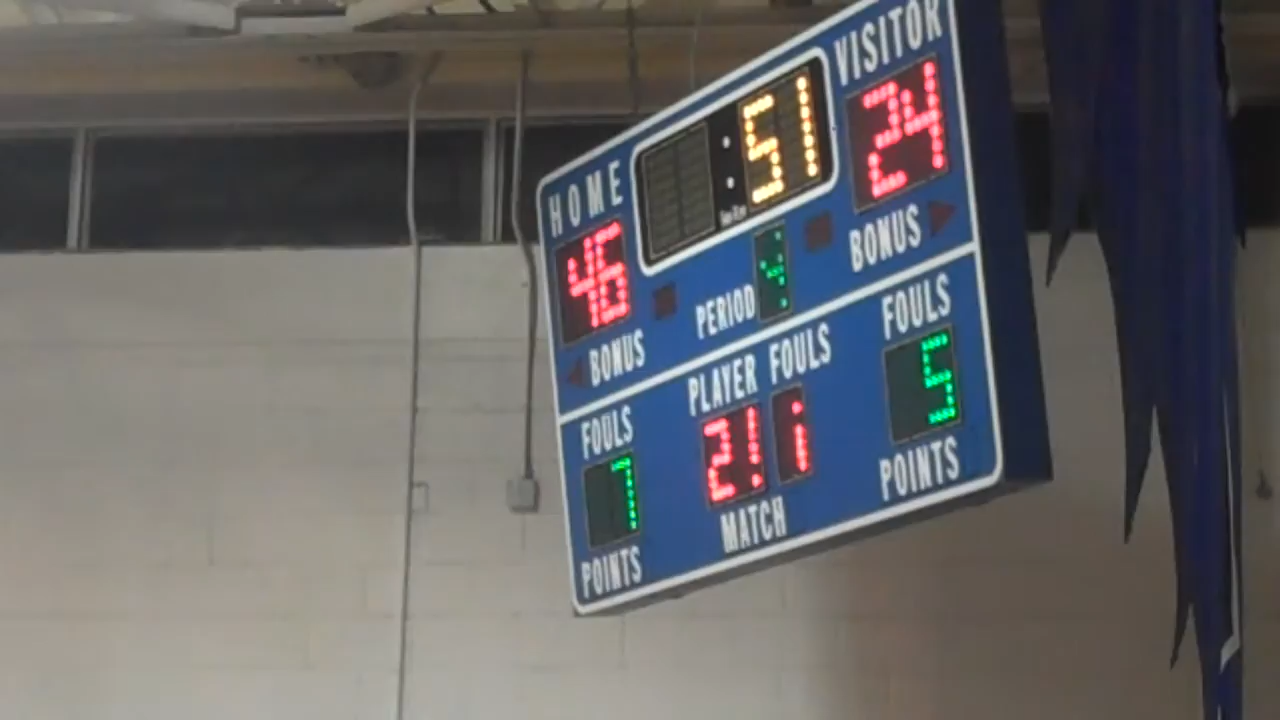 HOME :51 VISITOR
46 24
PERIOD 4
BONUS BONUS
FOULS PLAYER FOULS FOULS
7 21 1 5
POINTS MATCH POINTS